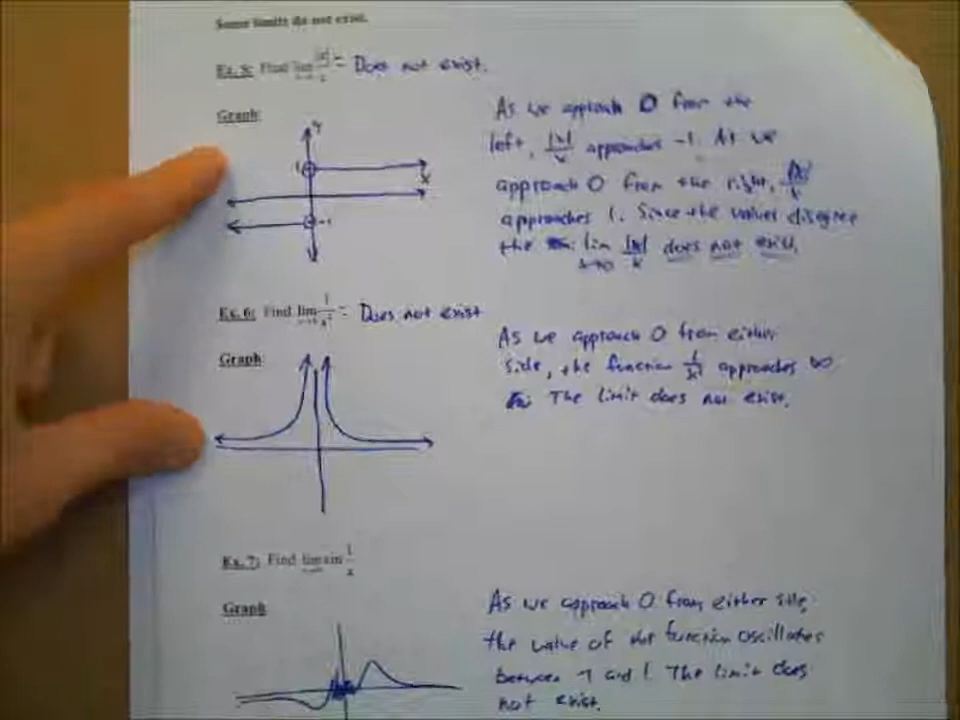 Some limits do not exist.
Ex. 5: Find lim |x|/x = Does not exist.
Graph:
y
1
x
-1
As we approach 0 from the
left, |x|/x approaches -1. As we
approach 0 from the right, |x|/x
approaches 1. Since the values disagree
the lim x→0 |x|/x does not exist.
Ex. 6: Find lim 1/x² = Does not exist
Graph:
As we approach 0 from either
side, the function 1/x² approaches ∞
The limit does not exist.
Ex. 7: Find lim sin 1/x
Graph
As we approach 0 from either side,
the value of the function oscillates
between -1 and 1. The limit does
not exist.